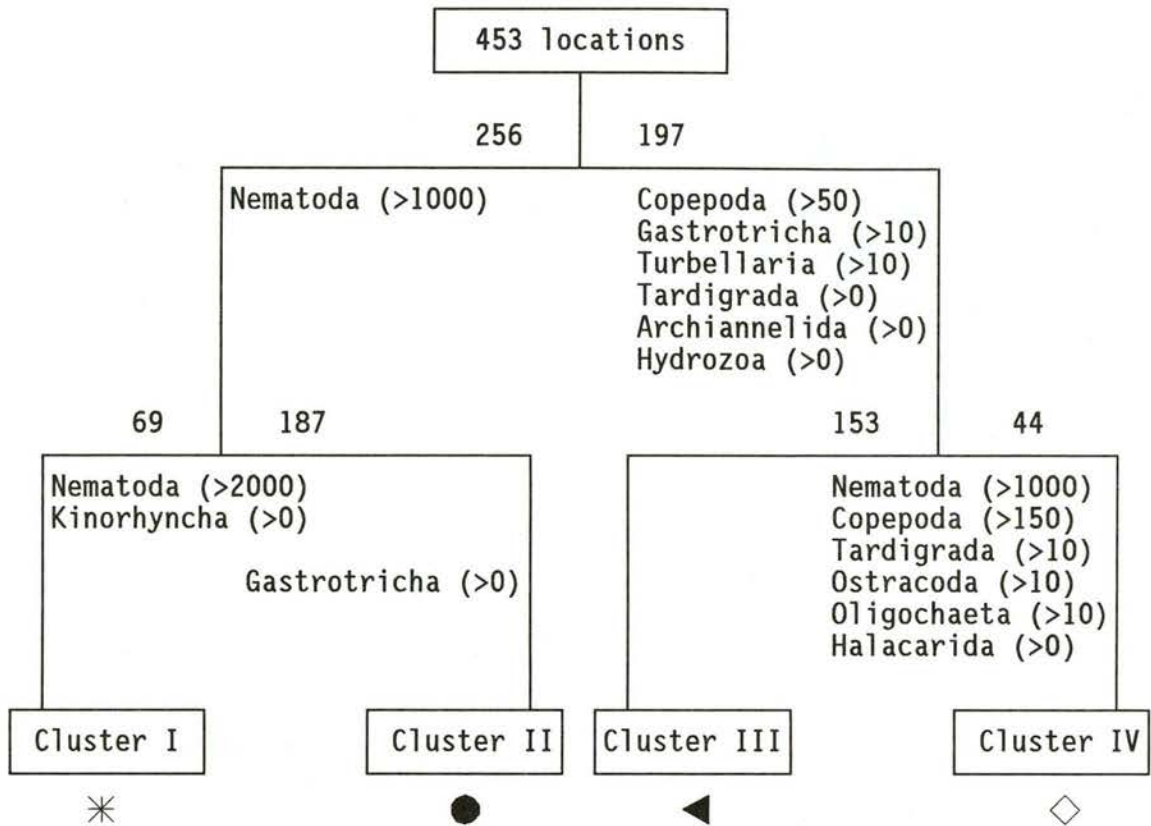 453 locations
256 197
Nematoda (>1000)
Copepoda (>50)
Gastrotricha (>10)
Turbellaria (>10)
Tardigrada (>0)
Archiannelida (>0)
Hydrozoa (>0)
69 187
153 44
Nematoda (>2000)
Kinorhyncha (>0)
Gastrotricha (>0)
Nematoda (>1000)
Copepoda (>150)
Tardigrada (>10)
Ostracoda (>10)
Oligochaeta (>10)
Halacarida (>0)
Cluster I
Cluster II
Cluster III
Cluster IV